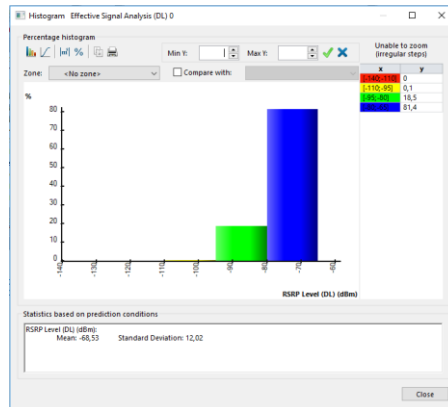 Histogram Effective Signal Analysis (DL) 0
Percentage histogram
Min Y: Max Y:
Zone: <No zone> Compare with:
Unable to zoom
(irregular steps)
x y
[-140;-110] 0
[-110;-95] 0,1
[-95;-80] 18,5
81,4
%
80
70
60
50
40
30
20
10
0
-140 -130 -120 -110 -100 -90 -80 -70 -60
RSRP Level (DL) (dBm)
Statistics based on prediction conditions
RSRP Level (DL) (dBm):
Mean: -68,53 Standard Deviation: 12,02
Close